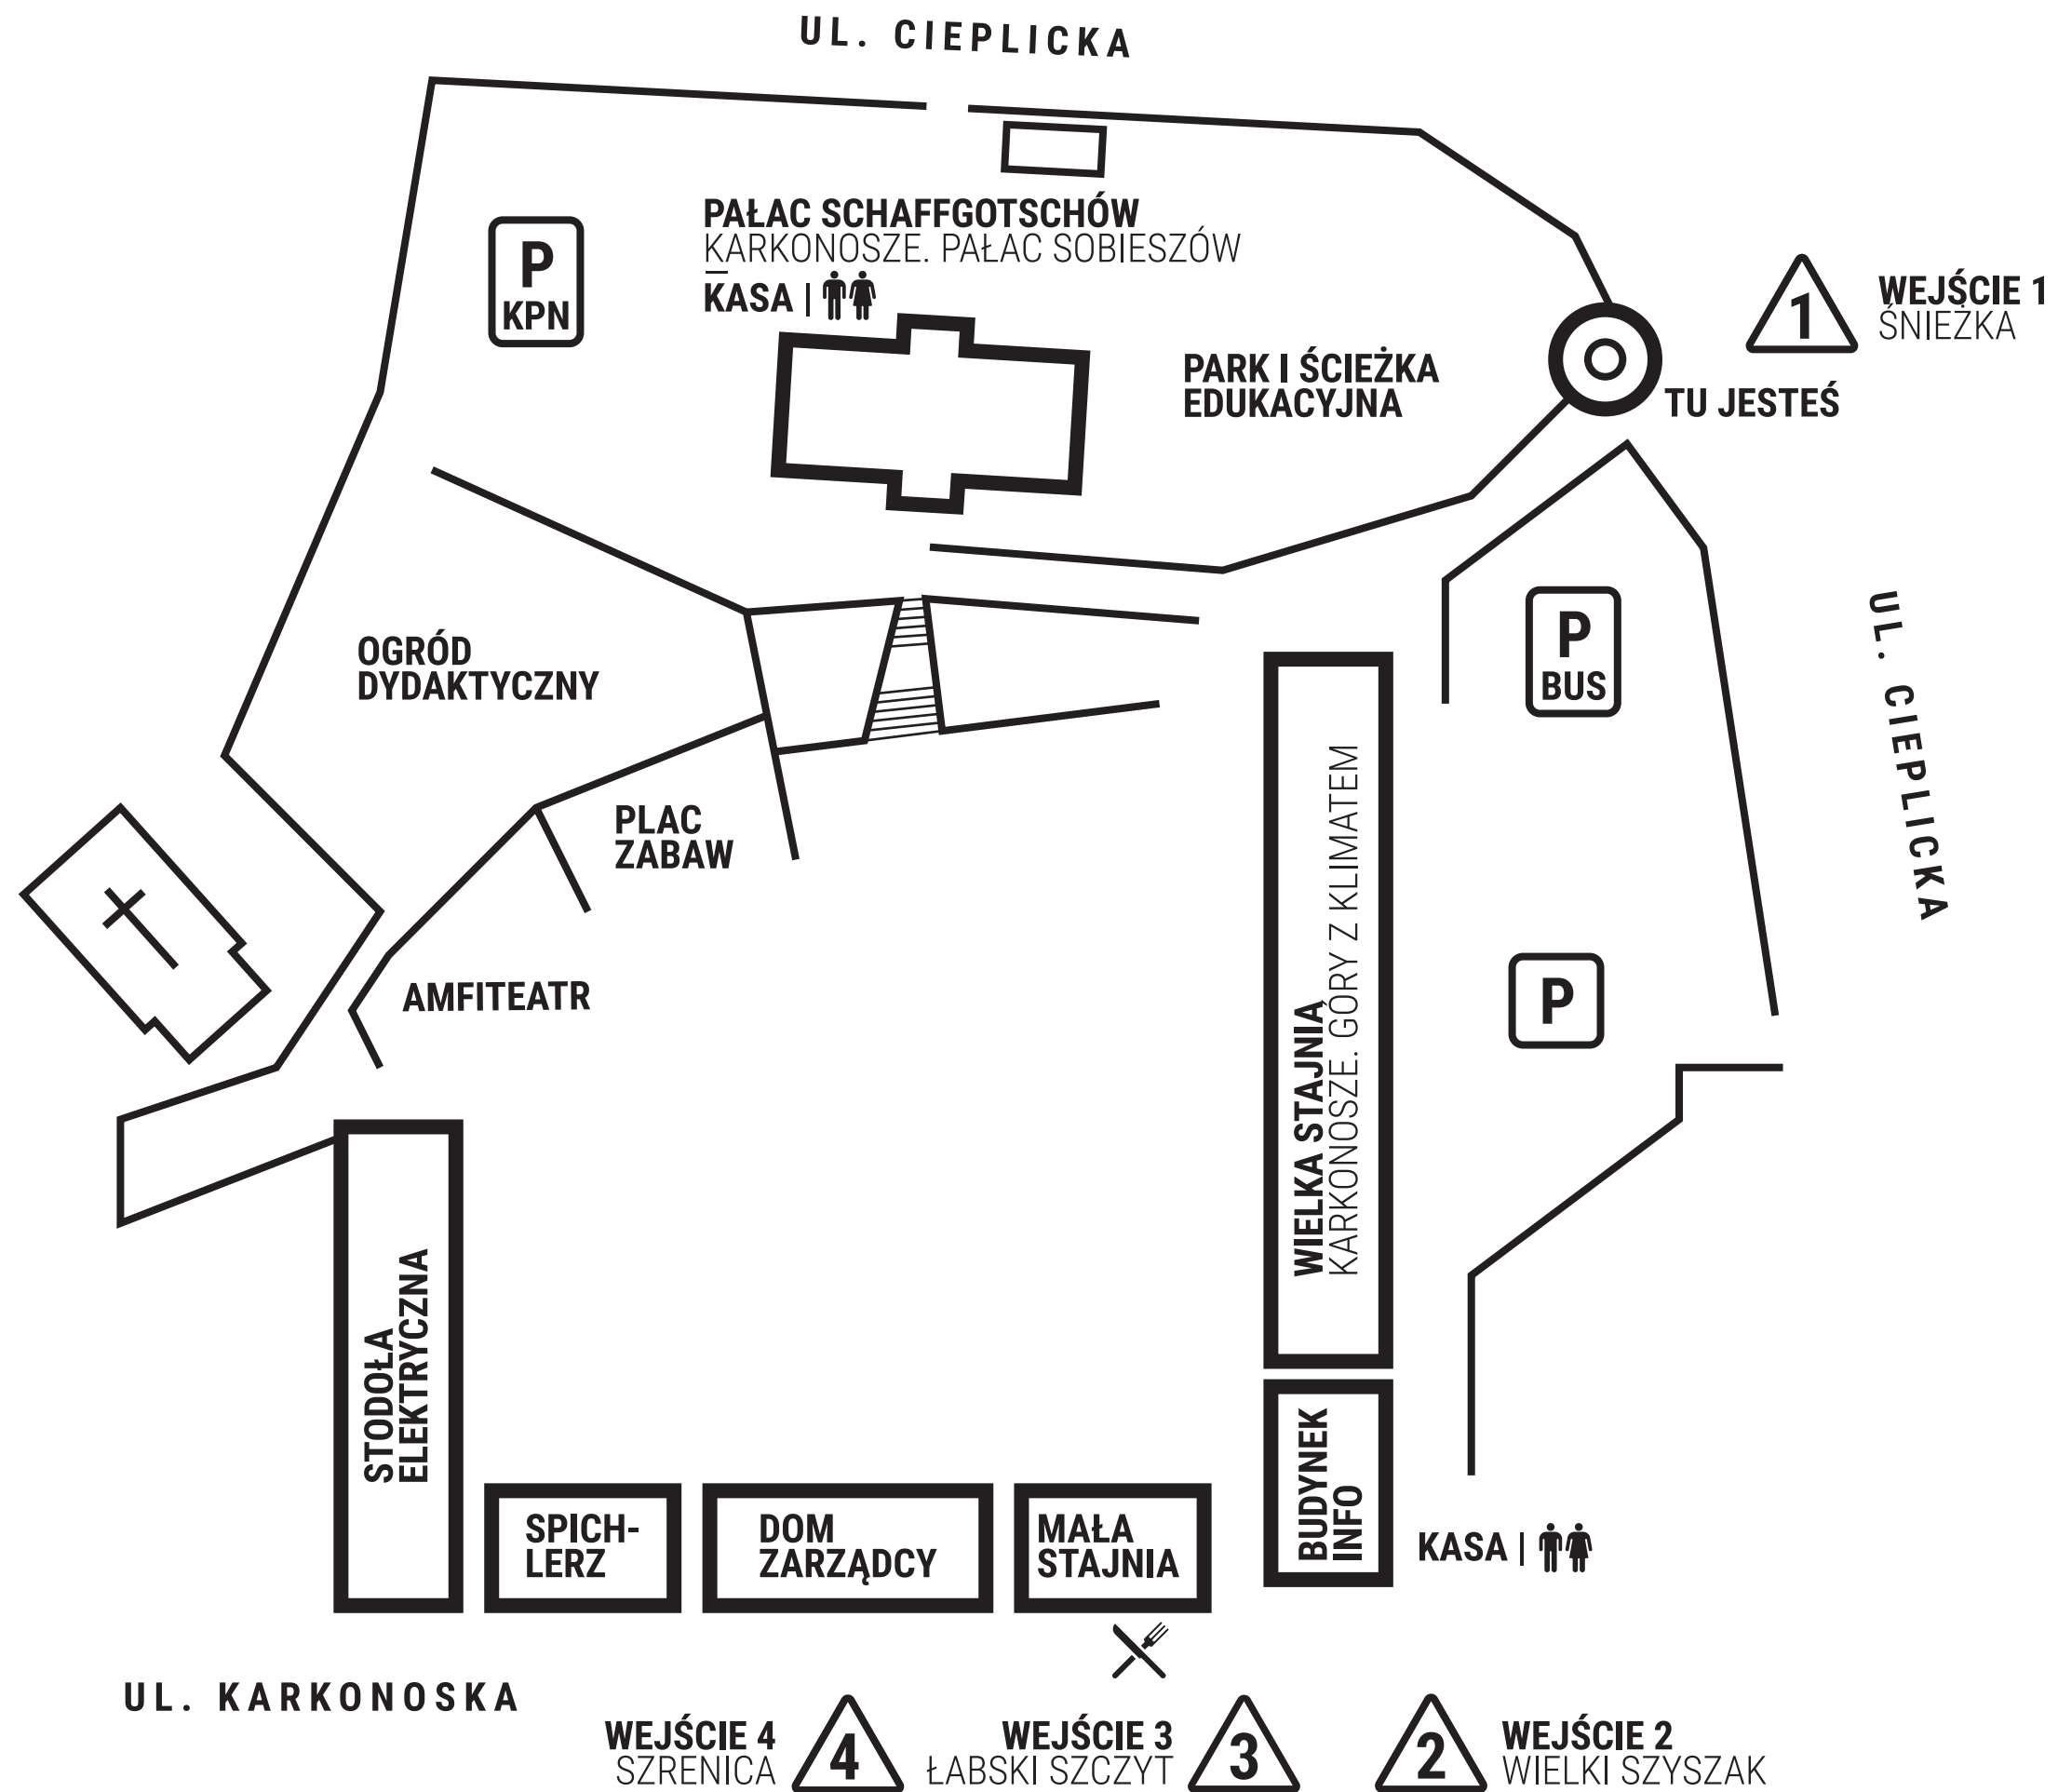 UL. CIEPLICKA
P
KPN
PAŁAC SCHAFFGOTSCHÓW
KARKONOSZE. PAŁAC SOBIESZÓW
KASA |
1
WEJŚCIE 1
ŚNIEŻKA
PARK I ŚCIEŻKA
EDUKACYJNA
TU JESTEŚ
OGRÓD
DYDAKTYCZNY
P
BUS
UL. CIEPLICKA
PLAC
ZABAW
AMFITEATR
WIELKA STAJNIA
KARKONOSZE. GÓRY Z KLIMATEM
P
STODOŁA
ELEKTRYCZNA
SPICH-
LERZ
DOM
ZARZĄDCY
MAŁA
STAJNIA
BUDYNEK
INFO
KASA |
UL. KARKONOSKA
WEJŚCIE 4
SZRENICA
4
WEJŚCIE 3
ŁABSKI SZCZYT
3
2
WEJŚCIE 2
WIELKI SZYSZAK